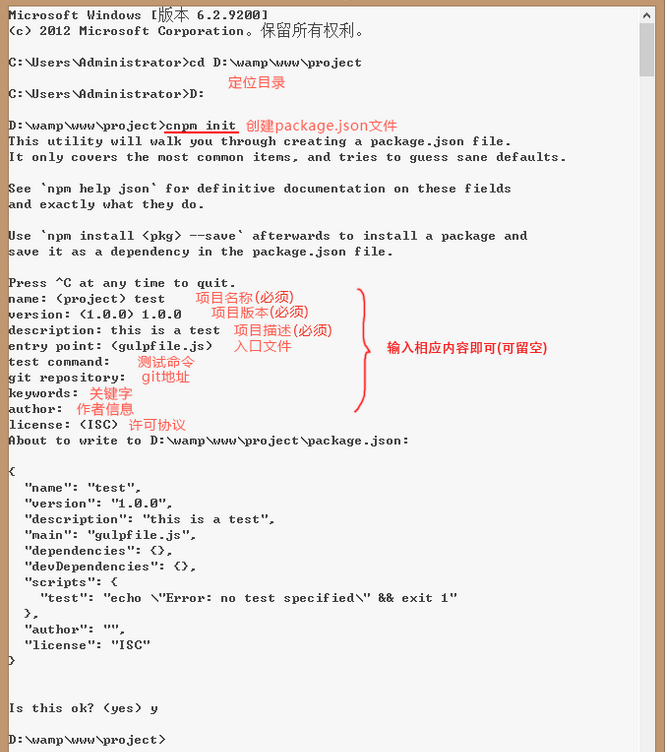 Microsoft Windows [版本 6.2.9200]
(c) 2012 Microsoft Corporation。保留所有权利。
C:\Users\Administrator>cd D:\wamp\www\project
定位目录
C:\Users\Administrator>D:
D:\wamp\www\project>cnpm init 创建package.json文件
This utility will walk you through creating a package.json file.
It only covers the most common items, and tries to guess sane defaults.
See `npm help json` for definitive documentation on these fields
and exactly what they do.
Use `npm install <pkg> --save` afterwards to install a package and
save it as a dependency in the package.json file.
Press ^C at any time to quit.
name: (project) test 项目名称(必须)
version: (1.0.0) 1.0.0 项目版本(必须)
description: this is a test 项目描述(必须)
entry point: (gulpfile.js) 入口文件 输入相应内容即可(可留空)
test command: 测试命令
git repository: git地址
keywords: 关键字
author: 作者信息
license: (ISC) 许可协议
About to write to D:\wamp\www\project\package.json:
{
"name": "test",
"version": "1.0.0",
"description": "this is a test",
"main": "gulpfile.js",
"dependencies": {},
"devDependencies": {},
"scripts": {
"test": "echo \"Error: no test specified\" && exit 1"
},
"author": "",
"license": "ISC"
}
Is this ok? (yes) y
D:\wamp\www\project>